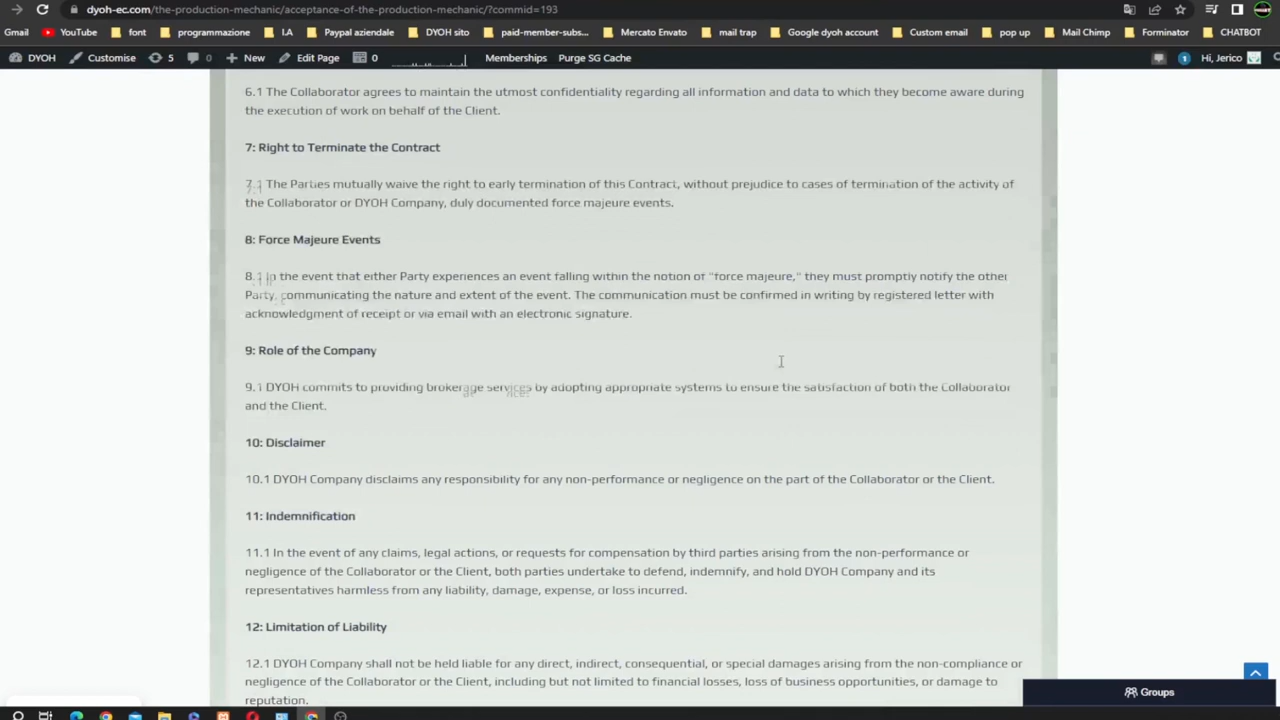 dyoh-ec.com/the-production-mechanic/acceptance-of-the-production-mechanic/?commid=193
Gmail YouTube font programmazione I.A Paypal aziendale DYOH sito paid-member-subs... Mercato Envato mail trap Google dyoh account Custom email pop up Mail Chimp Forminator CHATBOT
DYOH Customise 5 0 New Edit Page 0 Memberships Purge SG Cache 1 Hi, Jerico
6.1 The Collaborator agrees to maintain the utmost confidentiality regarding all information and data to which they become aware during
the execution of work on behalf of the Client.
7: Right to Terminate the Contract
7.1 The Parties mutually waive the right to early termination of this Contract, without prejudice to cases of termination of the activity of
the Collaborator or DYOH Company, duly documented force majeure events.
8: Force Majeure Events
8.1 In the event that either Party experiences an event falling within the notion of "force majeure," they must promptly notify the other
Party, communicating the nature and extent of the event. The communication must be confirmed in writing by registered letter with
acknowledgment of receipt or via email with an electronic signature.
9: Role of the Company
9.1 DYOH commits to providing brokerage services by adopting appropriate systems to ensure the satisfaction of both the Collaborator
and the Client.
10: Disclaimer
10.1 DYOH Company disclaims any responsibility for any non-performance or negligence on the part of the Collaborator or the Client.
11: Indemnification
11.1 In the event of any claims, legal actions, or requests for compensation by third parties arising from the non-performance or
negligence of the Collaborator or the Client, both parties undertake to defend, indemnify, and hold DYOH Company and its
representatives harmless from any liability, damage, expense, or loss incurred.
12: Limitation of Liability
12.1 DYOH Company shall not be held liable for any direct, indirect, consequential, or special damages arising from the non-compliance or
negligence of the Collaborator or the Client, including but not limited to financial losses, loss of business opportunities, or damage to
reputation.
Groups